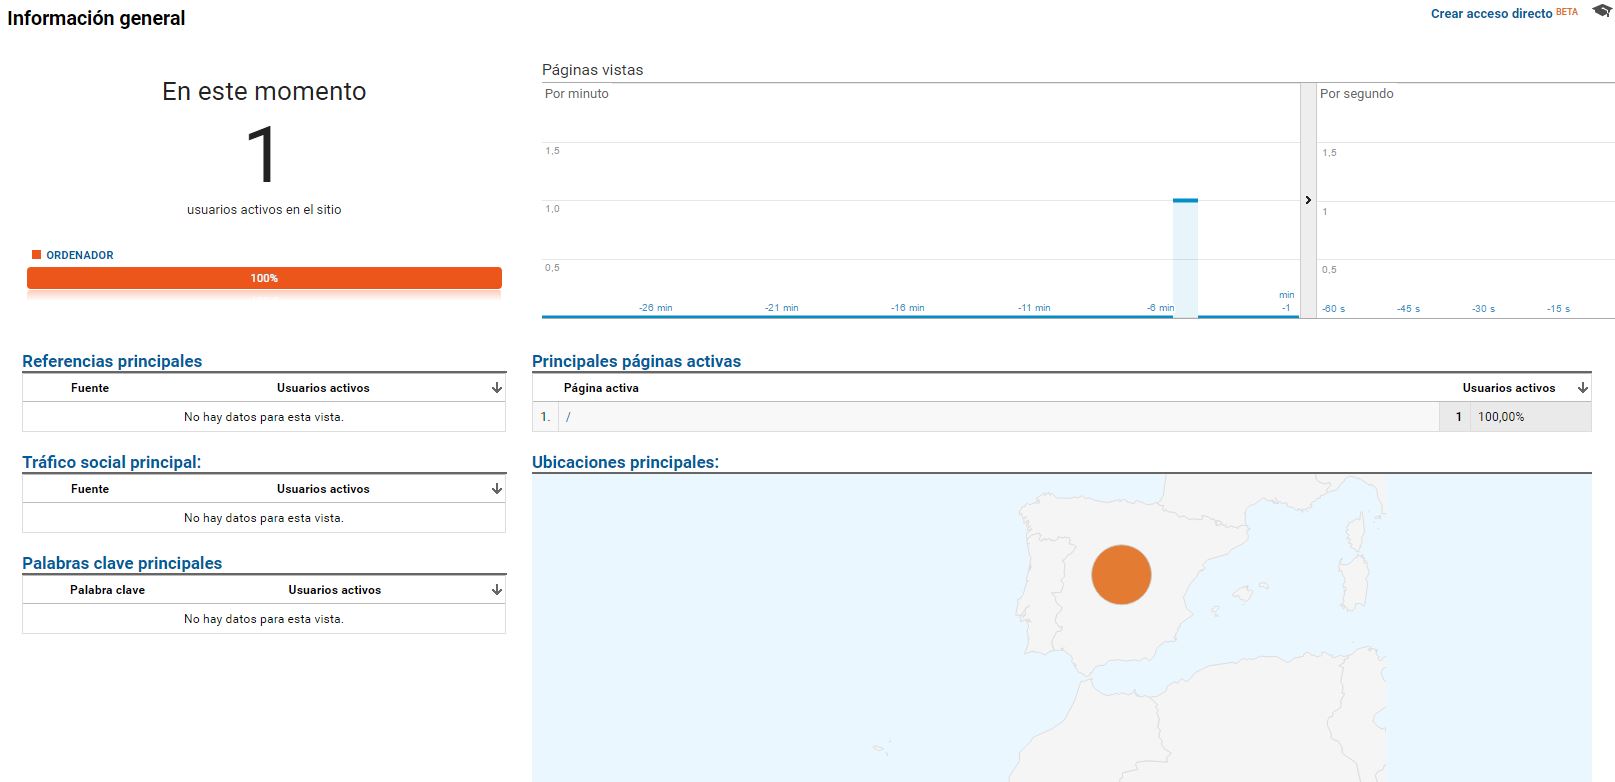 Información general
Crear acceso directo BETA
En este momento
1
usuarios activos en el sitio
ORDENADOR
100%
Páginas vistas
Por minuto
Por segundo
1,5
1,0
0,5
-26 min
-21 min
-16 min
-11 min
-6 min
min
-1
1,5
1
0,5
-60 s
-45 s
-30 s
-15 s
Referencias principales
Fuente Usuarios activos
No hay datos para esta vista.
Tráfico social principal:
Fuente Usuarios activos
No hay datos para esta vista.
Palabras clave principales
Palabra clave Usuarios activos
No hay datos para esta vista.
Principales páginas activas
Página activa Usuarios activos
1. / 1 100,00%
Ubicaciones principales: